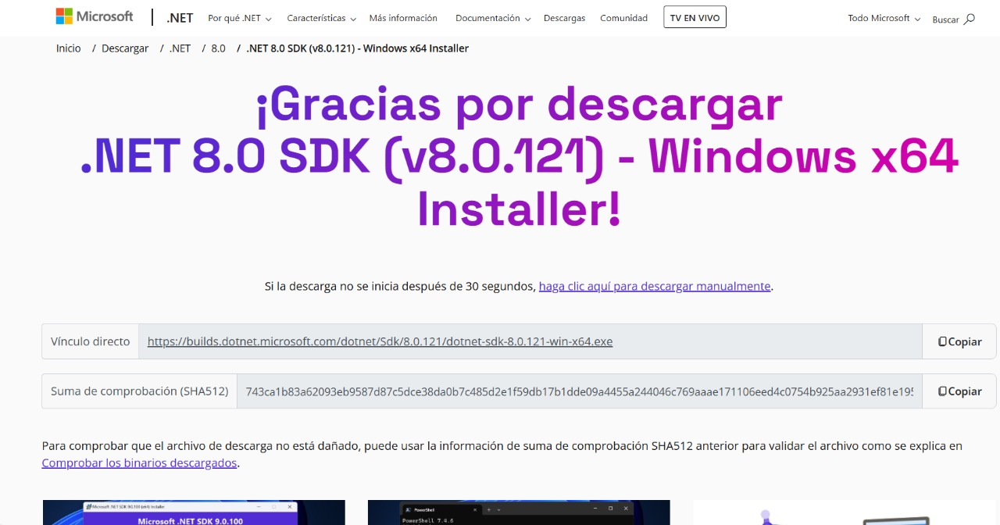 Microsoft | .NET Por qué .NET Características Más información Documentación Descargas Comunidad TV EN VIVO Todo Microsoft Buscar
Inicio / Descargar / .NET / 8.0 / .NET 8.0 SDK (v8.0.121) - Windows x64 Installer
¡Gracias por descargar
.NET 8.0 SDK (v8.0.121) - Windows x64
Installer!
Si la descarga no se inicia después de 30 segundos, haga clic aquí para descargar manualmente.
Vínculo directo https://builds.dotnet.microsoft.com/dotnet/Sdk/8.0.121/dotnet-sdk-8.0.121-win-x64.exe Copiar
Suma de comprobación (SHA512) 743ca1b83a62093eb9587d87c5dce38da0b7c485d2e1f59db17b1dde09a4455a244046c769aaae171106eed4c0754b925aa2931ef81e195 Copiar
Para comprobar que el archivo de descarga no está dañado, puede usar la información de suma de comprobación SHA512 anterior para validar el archivo como se explica en
Comprobar los binarios descargados.
Microsoft .NET SDK 9.0.100 (x64) Installer
Microsoft .NET SDK 9.0.100
PowerShell
PowerShell 7.4.6